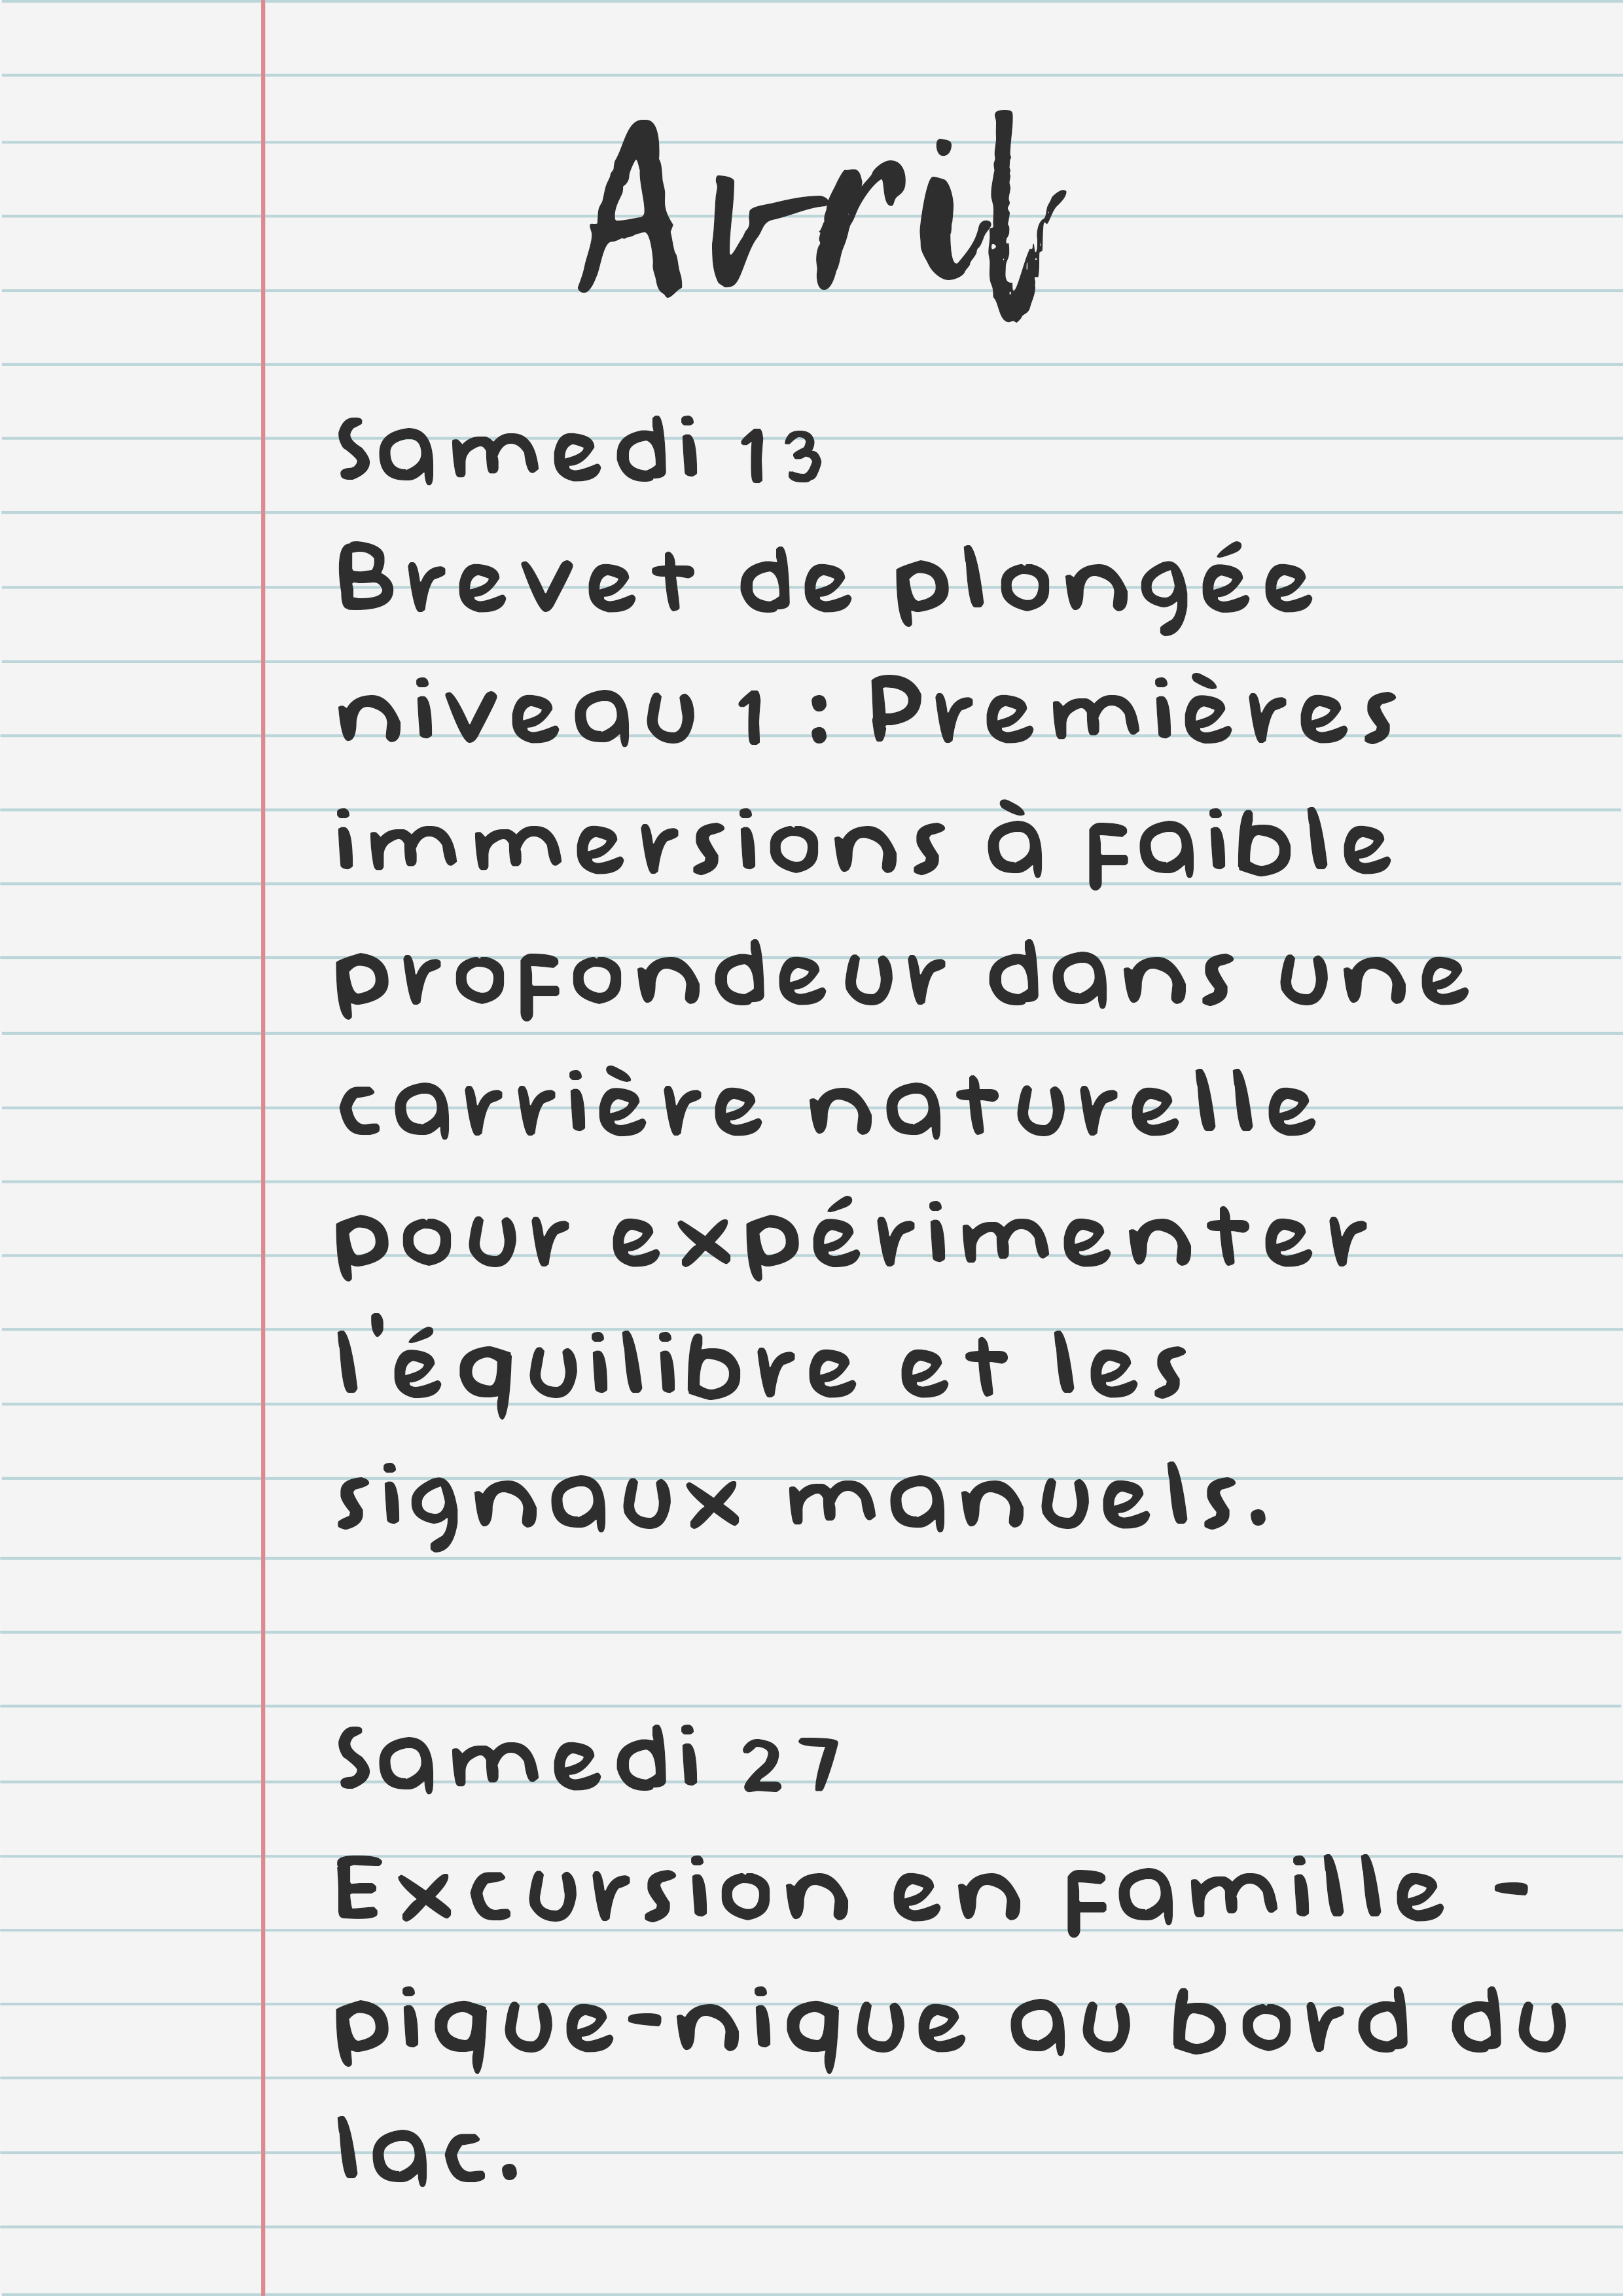 Avril
Samedi 13
Brevet de plongée
niveau 1 : Premières
immersions à faible
profondeur dans une
carrière naturelle
pour expérimenter
l'équilibre et les
signaux manuels.
Samedi 27
Excursion en famille -
pique-nique au bord du
lac.